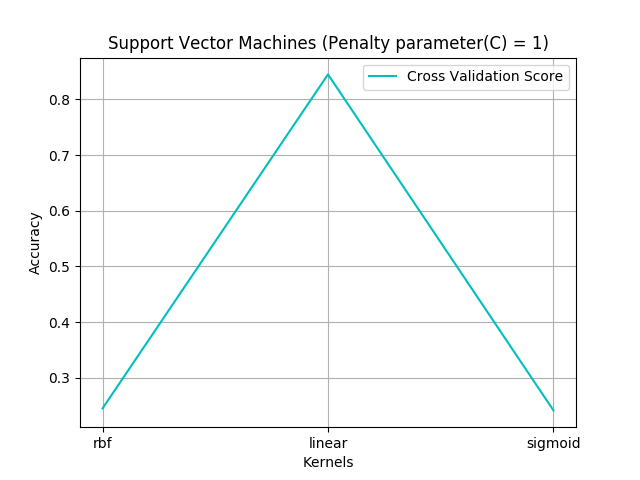 Support Vector Machines (Penalty parameter(C) = 1)
Cross Validation Score
0.8
0.7
0.6
0.5
0.4
0.3
Accuracy
rbf
linear
sigmoid
Kernels